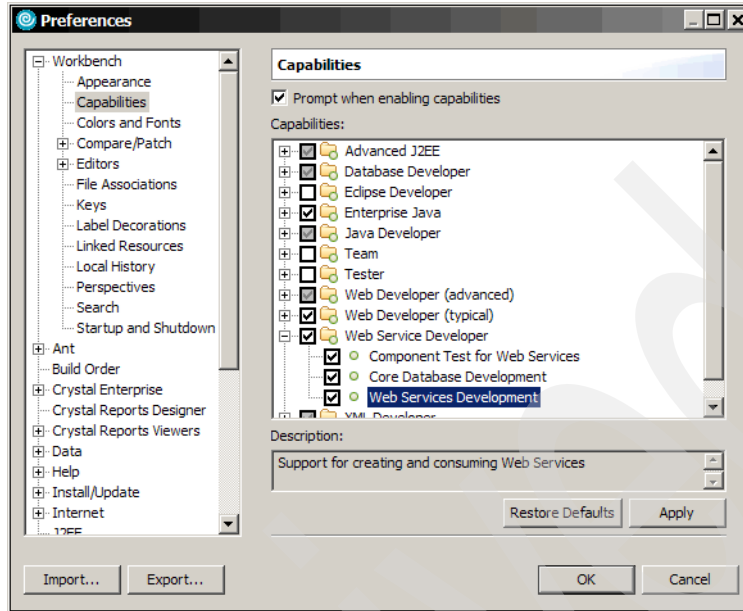 Preferences
Workbench
Appearance
Capabilities
Colors and Fonts
Compare/Patch
Editors
File Associations
Keys
Label Decorations
Linked Resources
Local History
Perspectives
Search
Startup and Shutdown
Ant
Build Order
Crystal Enterprise
Crystal Reports Designer
Crystal Reports Viewers
Data
Help
Install/Update
Internet
J2EE
Capabilities
Prompt when enabling capabilities
Capabilities:
Advanced J2EE
Database Developer
Eclipse Developer
Enterprise Java
Java Developer
Team
Tester
Web Developer (advanced)
Web Developer (typical)
Web Service Developer
Component Test for Web Services
Core Database Development
Web Services Development
XML Developer
Description:
Support for creating and consuming Web Services
Restore Defaults Apply
Import... Export... OK Cancel